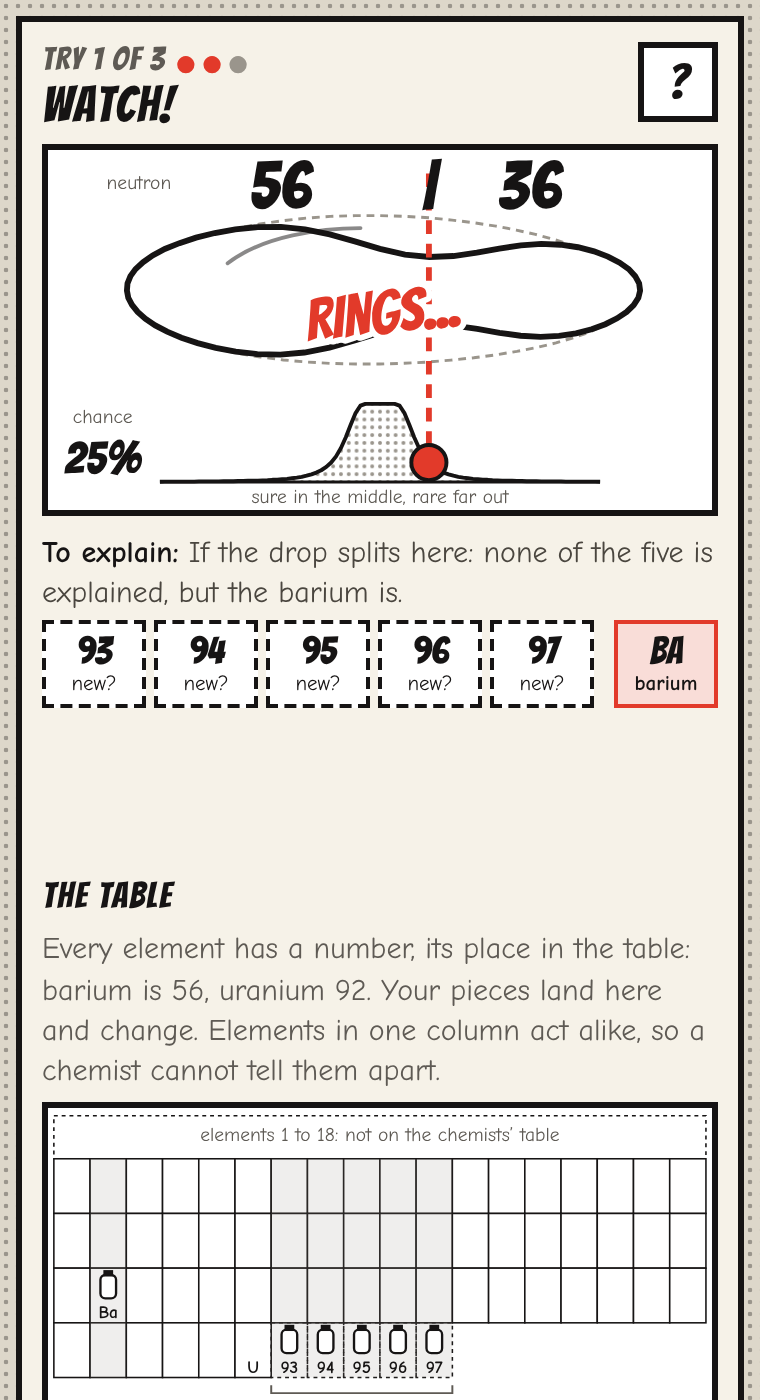 TRY 1 OF 3
WATCH!
?
neutron
56 / 36
RINGS...
chance
25%
sure in the middle, rare far out
To explain: If the drop splits here: none of the five is
explained, but the barium is.
93 94 95 96 97 BA
new? new? new? new? new? barium
THE TABLE
Every element has a number, its place in the table:
barium is 56, uranium 92. Your pieces land here
and change. Elements in one column act alike, so a
chemist cannot tell them apart.
elements 1 to 18: not on the chemists' table
Ba
U 93 94 95 96 97